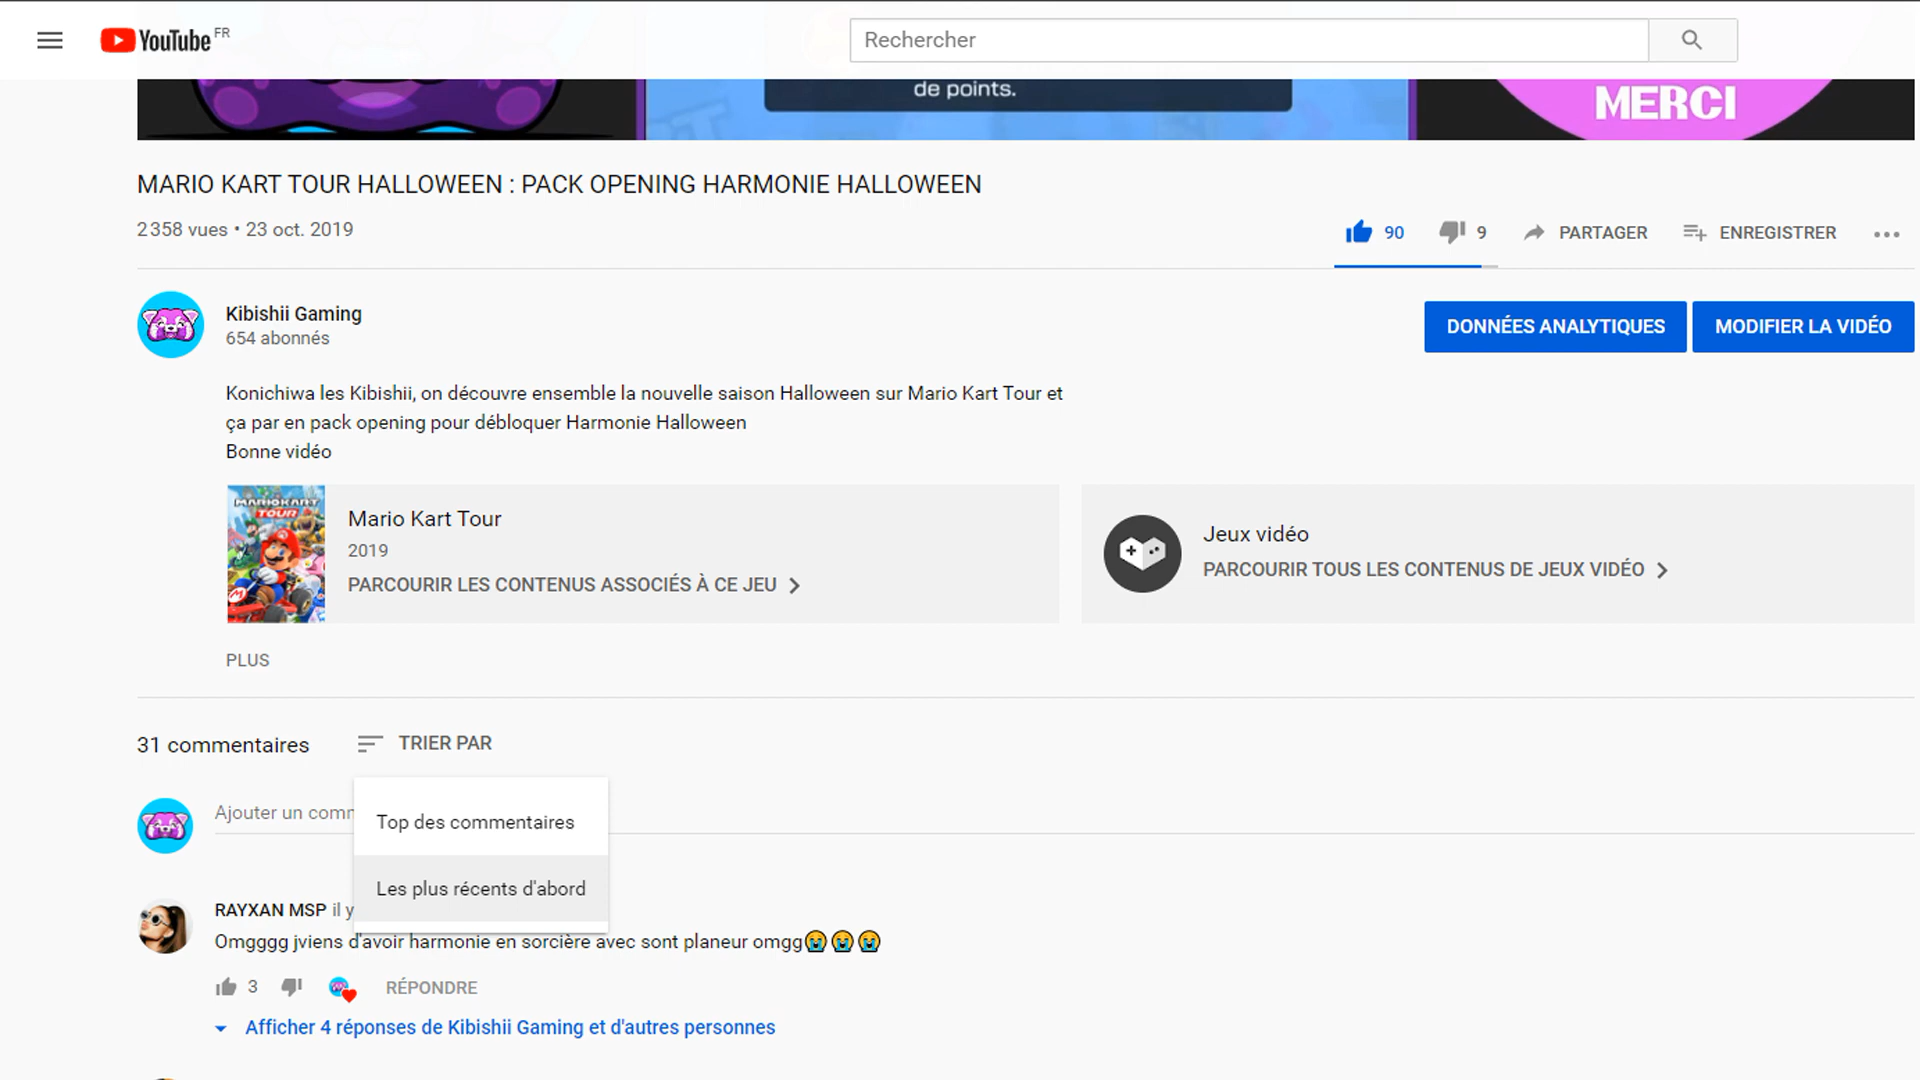 YouTube FR
Rechercher
de points.
MERCI
MARIO KART TOUR HALLOWEEN : PACK OPENING HARMONIE HALLOWEEN
2 358 vues • 23 oct. 2019
90
9
PARTAGER
ENREGISTRER
Kibishii Gaming
654 abonnés
DONNÉES ANALYTIQUES
MODIFIER LA VIDÉO
Konichiwa les Kibishii, on découvre ensemble la nouvelle saison Halloween sur Mario Kart Tour et
ça par en pack opening pour débloquer Harmonie Halloween
Bonne vidéo
MARIOKART
TOUR
Mario Kart Tour
2019
PARCOURIR LES CONTENUS ASSOCIÉS À CE JEU
Jeux vidéo
PARCOURIR TOUS LES CONTENUS DE JEUX VIDÉO
PLUS
31 commentaires
TRIER PAR
Ajouter un comm
Top des commentaires
Les plus récents d'abord
RAYXAN MSP il y
Omgggg jviens d'avoir harmonie en sorcière avec sont planeur omgg😭😭😭
3
RÉPONDRE
Afficher 4 réponses de Kibishii Gaming et d'autres personnes